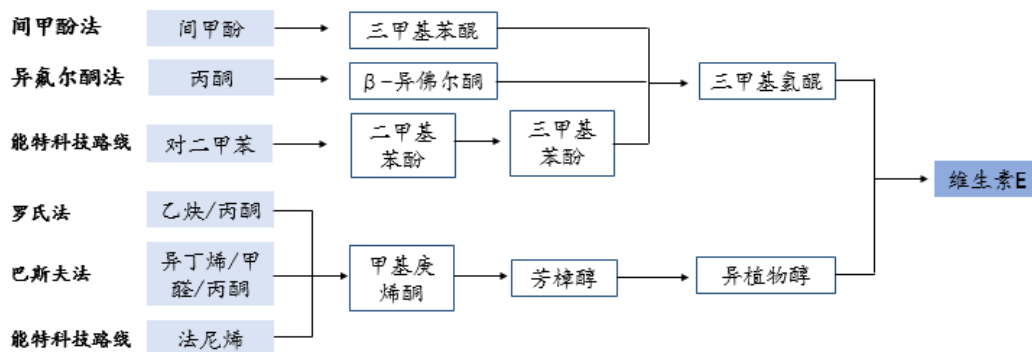 间甲酚法
间甲酚
三甲基苯醌
异氟尔酮法
丙酮
β-异佛尔酮
三甲基氢醌
能特科技路线
对二甲苯
二甲基
苯酚
三甲基
苯酚
维生素E
罗氏法
乙炔/丙酮
巴斯夫法
异丁烯/甲
醛/丙酮
甲基庚
烯酮
芳樟醇
异植物醇
能特科技路线
法尼烯